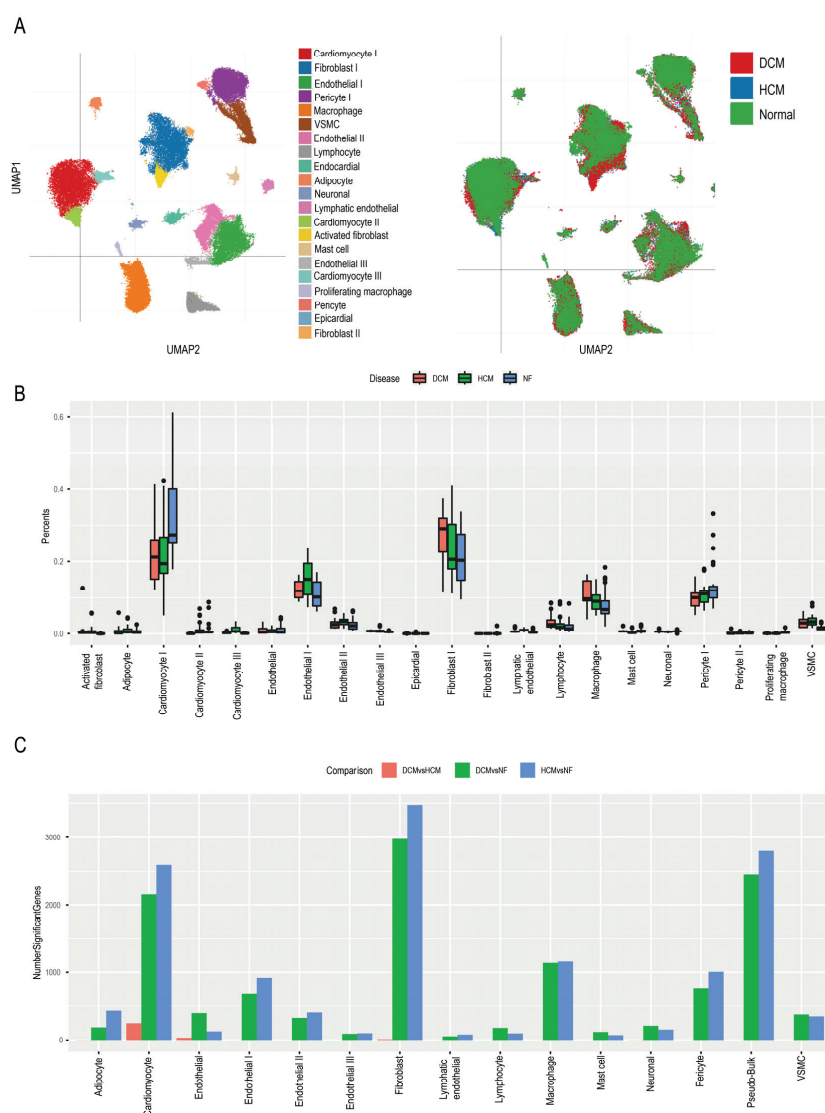 A
Cardiomyocyte I
Fibroblast I
Endothelial I
Pericyte I
Macrophage
VSMC
Endothelial II
Lymphocyte
Endocardial
Adipocyte
Neuronal
Lymphatic endothelial
Cardiomyocyte II
Activated fibroblast
Mast cell
Endothelial III
Cardiomyocyte III
Proliferating macrophage
Pericyte
Epicardial
Fibroblast II
UMAP1
UMAP2
DCM
HCM
Normal
UMAP2
B
Disease DCM HCM NF
Percents
0.6
0.4
0.2
0.0
Activated
fibroblast
Adipocyte
Cardiomyocyte I
Cardiomyocyte II
Cardiomyocyte III
Endothelial
Endothelial I
Endothelial II
Endothelial III
Epicardial
Fibroblast I
Fibrobast II
Lymptatic
endothelial
Lymphocyte
Macrophage
Mast cell
Neuronal
Pericyte I
Pericyte II
Proliferating
macrophage
VSMC
C
Comparison DCMvsHCM DCMvsNF HCMvsNF
NumberSignificantGenes
3000
2000
1000
0
Adioocyte
Cardiomyocyte
Endothelial
Endothelial I
Endothelial II
Endothelial III
Fibroblast
Lymphatic
endothelial
Lymphocyte
Macrophage
Mast cell
Neuronal
Fericyte
Pseudo-Bulk
VSMC